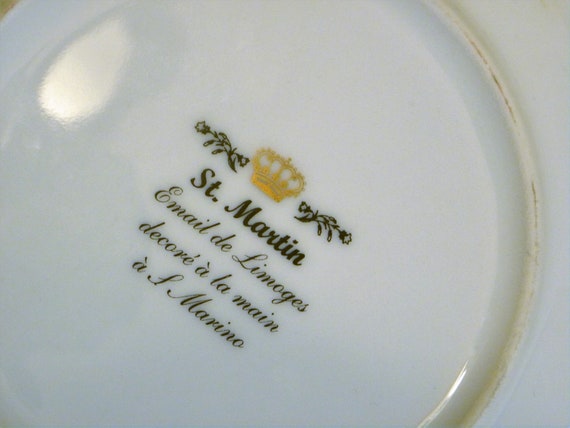 St. Martin
Email de Limoges
decoré à la main
à S Marino